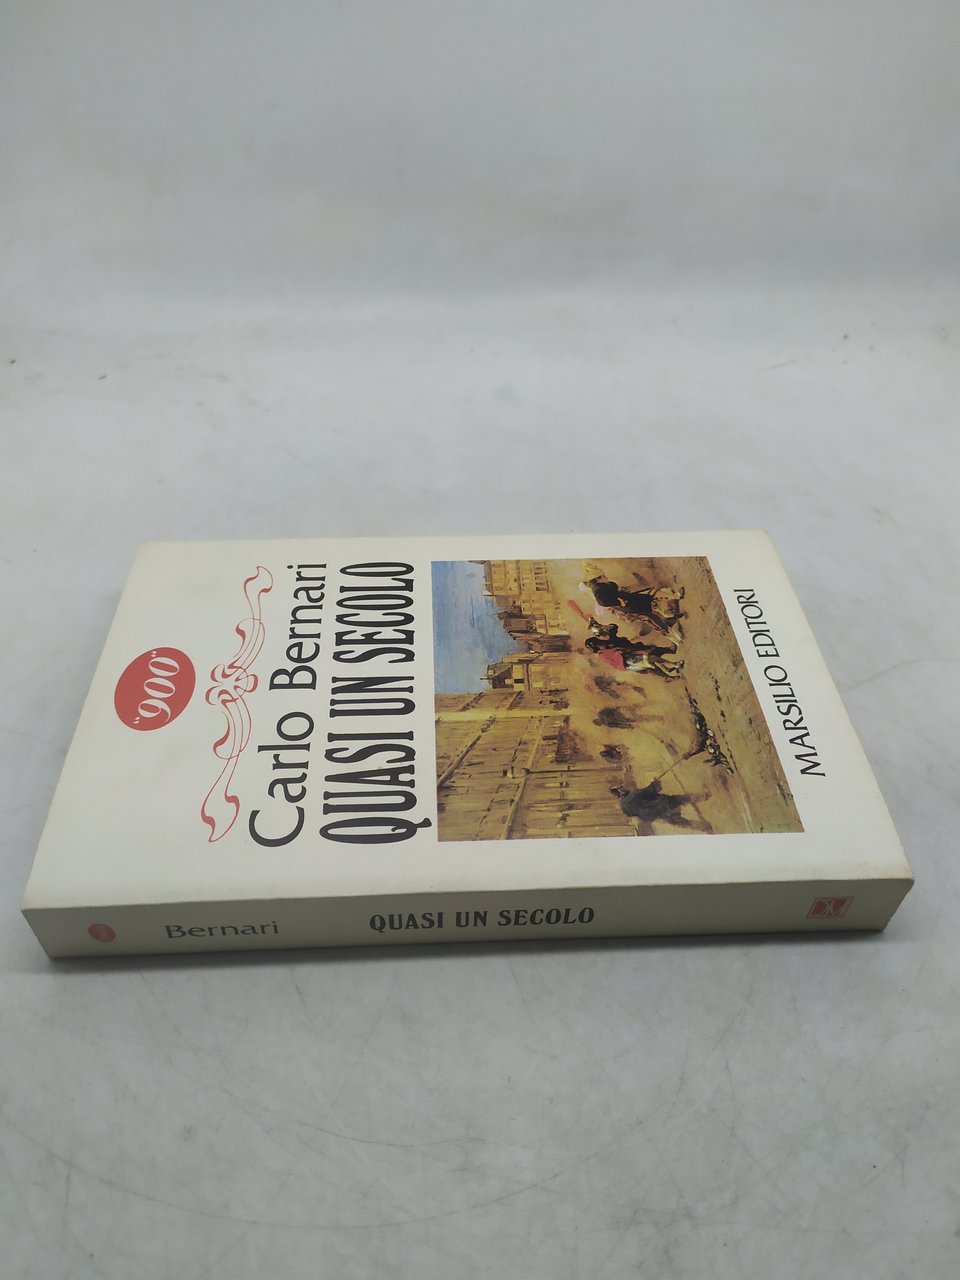 "900"
Carlo Bernari
QUASI UN SECOLO
MARSILIO EDITORI
Bernari
QUASI UN SECOLO